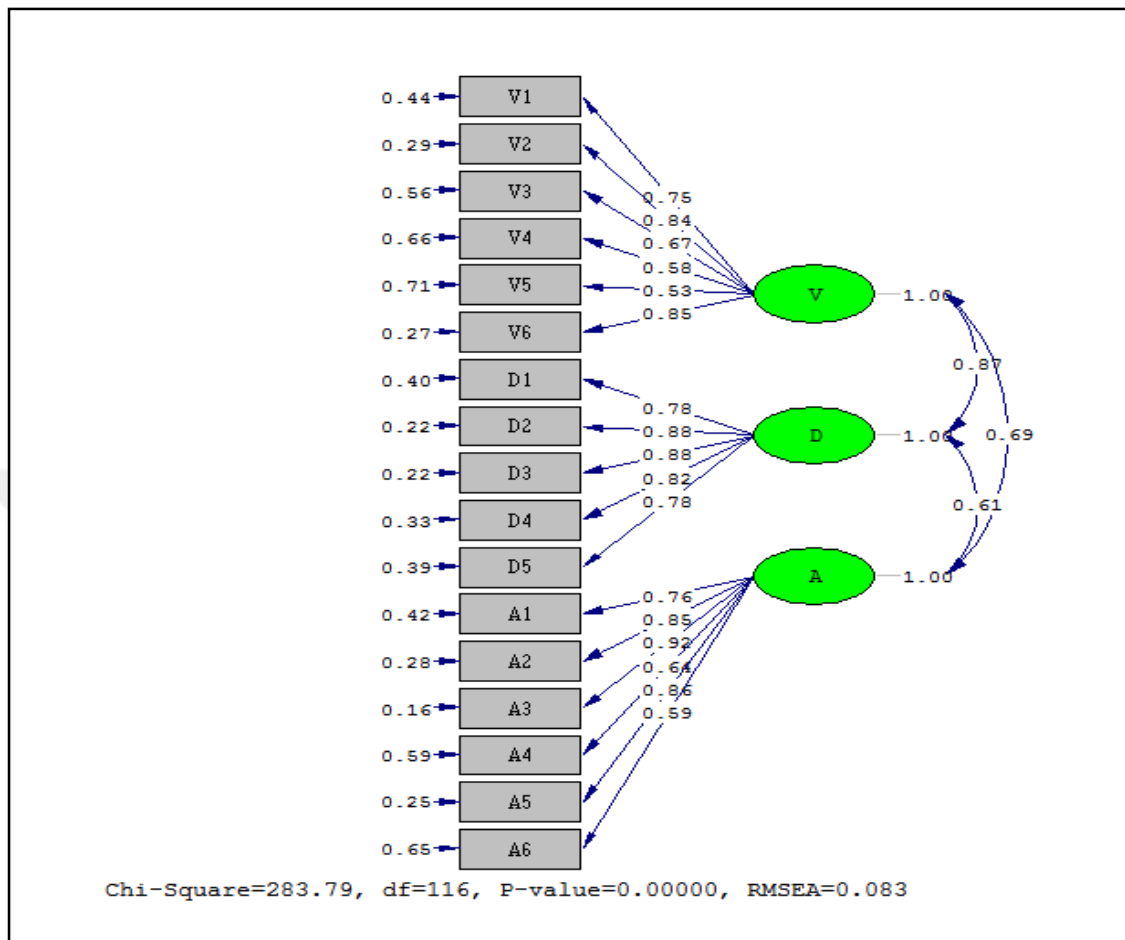 0.44 V1
0.29 V2
0.56 V3
0.66 V4
0.71 V5
0.27 V6
0.40 D1
0.22 D2
0.22 D3
0.33 D4
0.39 D5
0.42 A1
0.28 A2
0.16 A3
0.59 A4
0.25 A5
0.65 A6
0.75
0.84
0.67
0.58
0.53
0.85
0.78
0.88
0.88
0.82
0.78
0.76
0.85
0.92
0.64
0.86
0.59
V 1.00
D 1.00
A 1.00
0.87
0.69
0.61
Chi-Square=283.79, df=116, P-value=0.00000, RMSEA=0.083